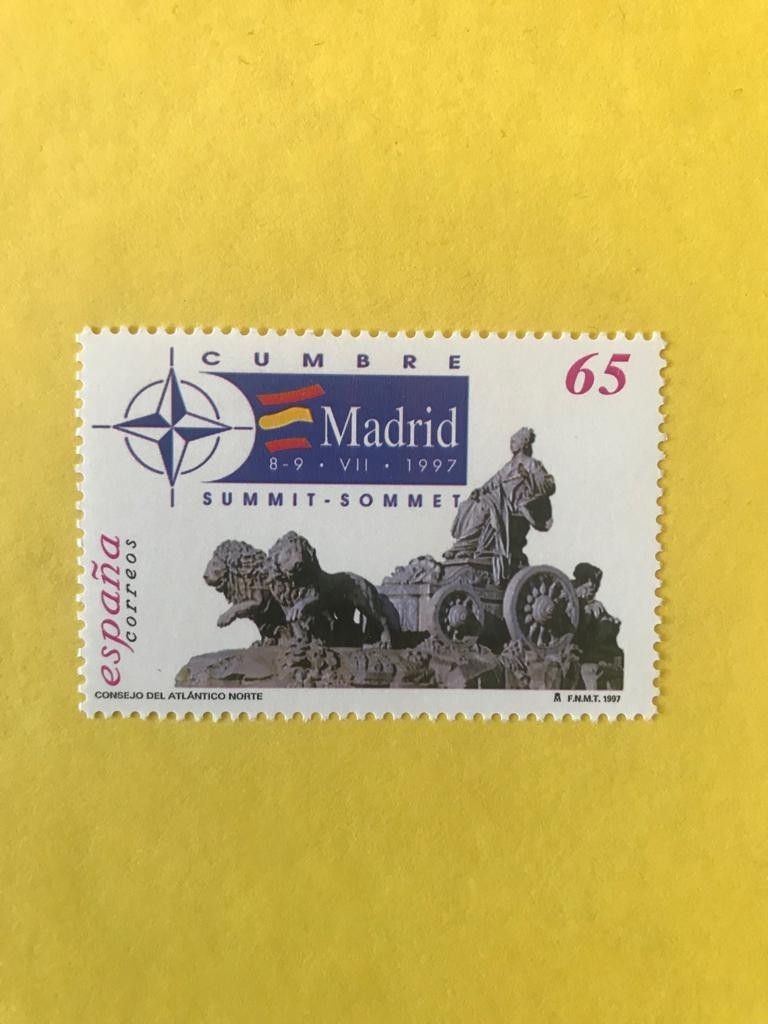 CUMBRE
65
Madrid
8-9 · VII · 1997
SUMMIT-SOMMET
españa
correos
CONSEJO DEL ATLÁNTICO NORTE
F.N.M.T. 1997